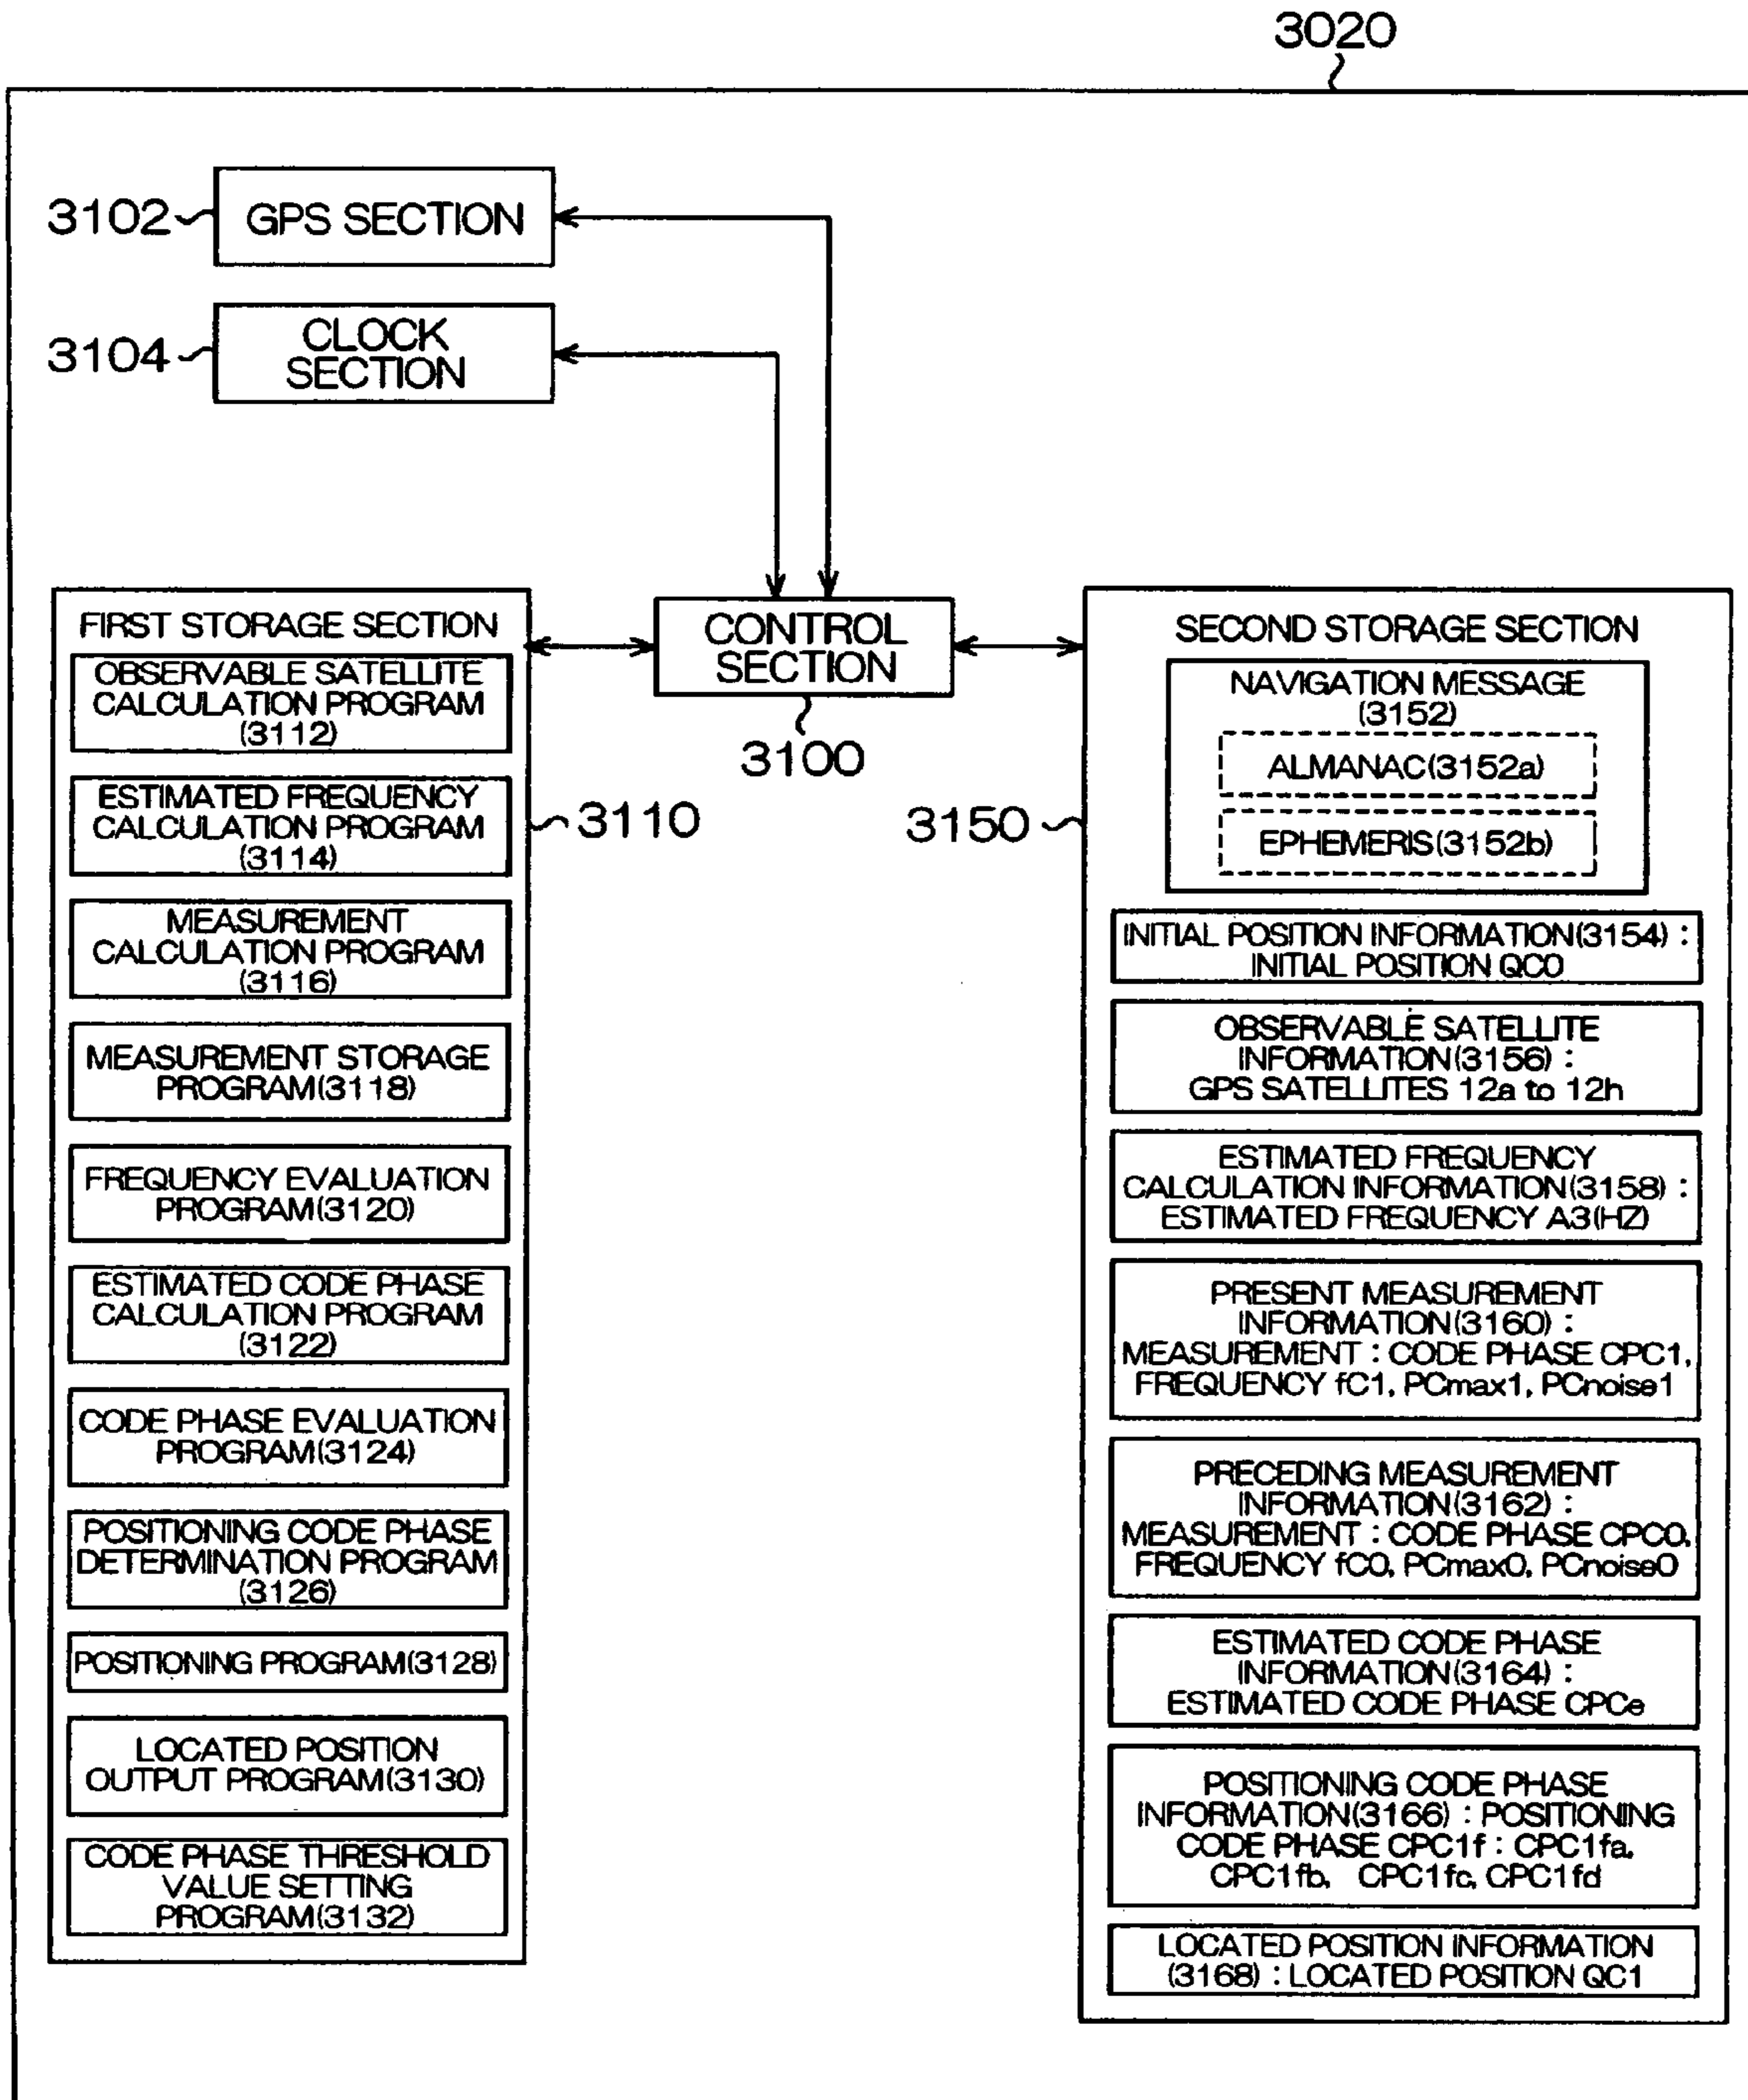 3020
3102
GPS SECTION
3104
CLOCK
SECTION
CONTROL
SECTION
3100
FIRST STORAGE SECTION
OBSERVABLE SATELLITE
CALCULATION PROGRAM
(3112)
ESTIMATED FREQUENCY
CALCULATION PROGRAM
(3114)
3110
MEASUREMENT
CALCULATION PROGRAM
(3116)
MEASUREMENT STORAGE
PROGRAM(3118)
FREQUENCY EVALUATION
PROGRAM(3120)
ESTIMATED CODE PHASE
CALCULATION PROGRAM
(3122)
CODE PHASE EVALUATION
PROGRAM(3124)
POSITIONING CODE PHASE
DETERMINATION PROGRAM
(3126)
POSITIONING PROGRAM(3128)
LOCATED POSITION
OUTPUT PROGRAM(3130)
CODE PHASE THRESHOLD
VALUE SETTING
PROGRAM(3132)
3150
SECOND STORAGE SECTION
NAVIGATION MESSAGE
(3152)
ALMANAC(3152a)
EPHEMERIS(3152b)
INITIAL POSITION INFORMATION(3154) :
INITIAL POSITION QC0
OBSERVABLE SATELLITE
INFORMATION(3156) :
GPS SATELLITES 12a to 12h
ESTIMATED FREQUENCY
CALCULATION INFORMATION(3158) :
ESTIMATED FREQUENCY A3(HZ)
PRESENT MEASUREMENT
INFORMATION(3160) :
MEASUREMENT : CODE PHASE CPC1,
FREQUENCY fC1, PCmax1, PCnoise1
PRECEDING MEASUREMENT
INFORMATION(3162) :
MEASUREMENT : CODE PHASE CPC0,
FREQUENCY fC0, PCmax0, PCnoise0
ESTIMATED CODE PHASE
INFORMATION(3164) :
ESTIMATED CODE PHASE CPCe
POSITIONING CODE PHASE
INFORMATION(3166) : POSITIONING
CODE PHASE CPC1f : CPC1fa,
CPC1fb, CPC1fc, CPC1fd
LOCATED POSITION INFORMATION
(3168) : LOCATED POSITION QC1